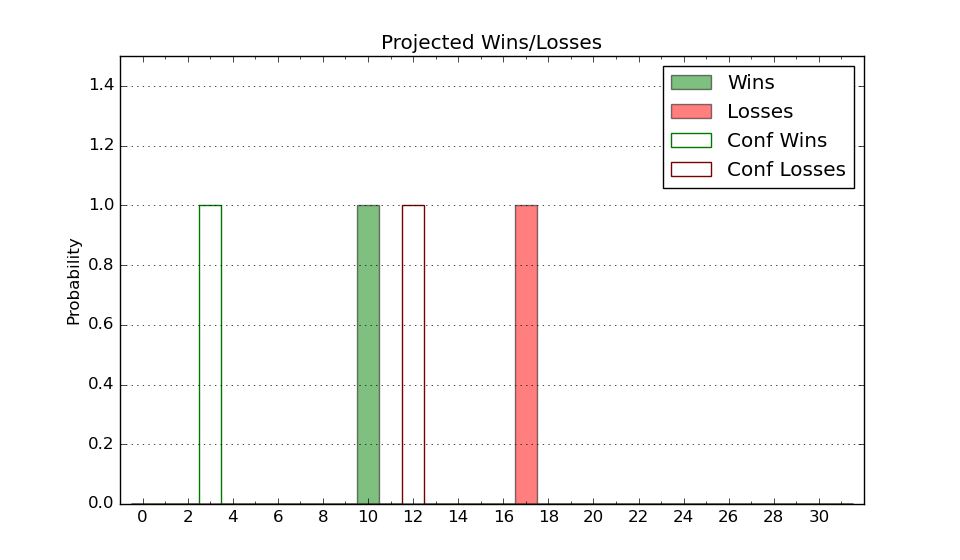 Projected Wins/Losses
1.4
1.2
1.0
0.8
0.6
0.4
0.2
0.0
Probability
Wins
Losses
Conf Wins
Conf Losses
0 2 4 6 8 10 12 14 16 18 20 22 24 26 28 30